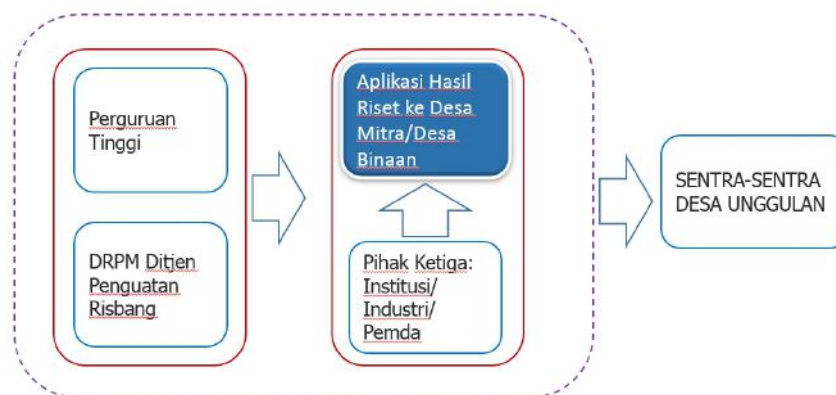 Perguruan
Tinggi
DRPM Ditjen
Penguatan
Risbang
Aplikasi Hasil
Riset ke Desa
Mitra/Desa
Binaan
Pihak Ketiga:
Institusi/
Industri/
Pemda
SENTRA-SENTRA
DESA UNGGULAN